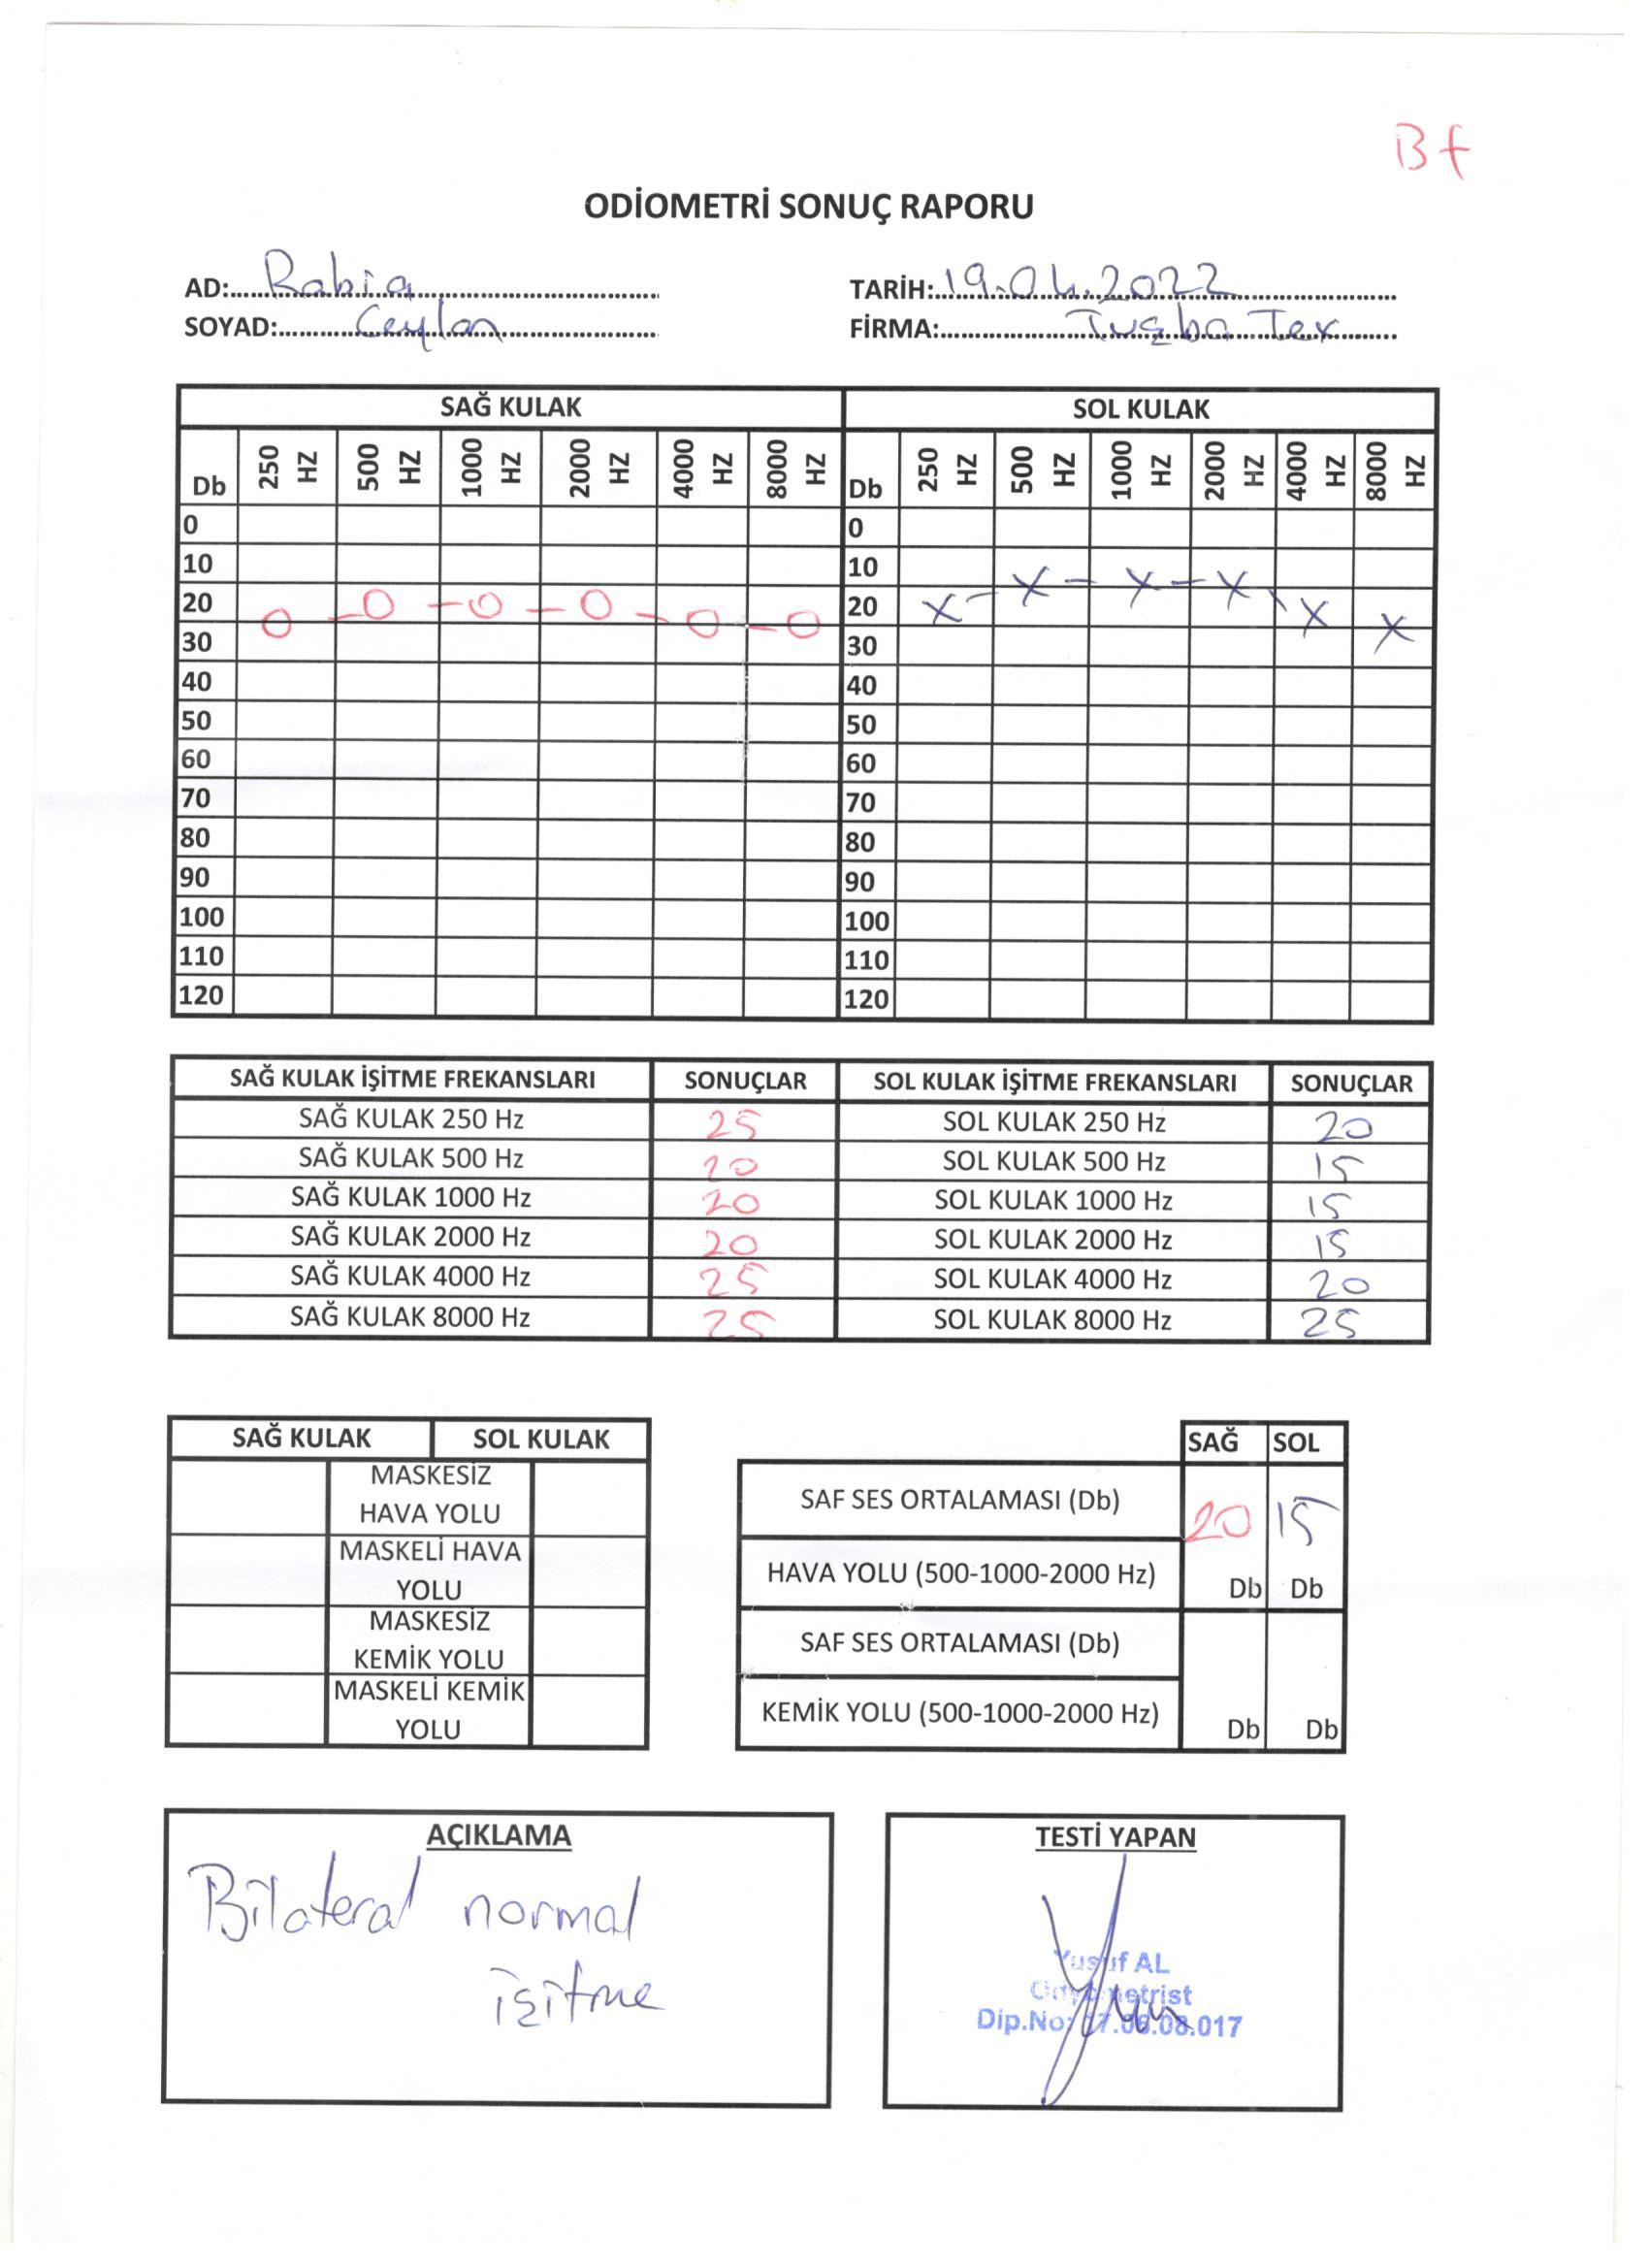 Bf
ODİOMETRİ SONUÇ RAPORU
AD:Rabia TARİH:19.04.2022
SOYAD:Ceylan FİRMA:Tuğba Tex
SAĞ KULAK SOL KULAK
Db 250 HZ 500 HZ 1000 HZ 2000 HZ 4000 HZ 8000 HZ Db 250 HZ 500 HZ 1000 HZ 2000 HZ 4000 HZ 8000 HZ
0 0
10 10
20 20
30 30
40 40
50 50
60 60
70 70
80 80
90 90
100 100
110 110
120 120
SAĞ KULAK İŞİTME FREKANSLARI SONUÇLAR SOL KULAK İŞİTME FREKANSLARI SONUÇLAR
SAĞ KULAK 250 Hz 25 SOL KULAK 250 Hz 20
SAĞ KULAK 500 Hz 20 SOL KULAK 500 Hz 15
SAĞ KULAK 1000 Hz 20 SOL KULAK 1000 Hz 15
SAĞ KULAK 2000 Hz 20 SOL KULAK 2000 Hz 15
SAĞ KULAK 4000 Hz 25 SOL KULAK 4000 Hz 20
SAĞ KULAK 8000 Hz 25 SOL KULAK 8000 Hz 25
SAĞ KULAK SOL KULAK
MASKESİZ
HAVA YOLU
MASKELİ HAVA
YOLU
MASKESİZ
KEMİK YOLU
MASKELİ KEMİK
YOLU
SAĞ SOL
SAF SES ORTALAMASI (Db) 20 15
HAVA YOLU (500-1000-2000 Hz) Db Db
SAF SES ORTALAMASI (Db)
KEMİK YOLU (500-1000-2000 Hz) Db Db
AÇIKLAMA
Bilateral normal
işitme
TESTİ YAPAN
Yusuf AL
Odyometrist
Dip.No: 17.06.08.017